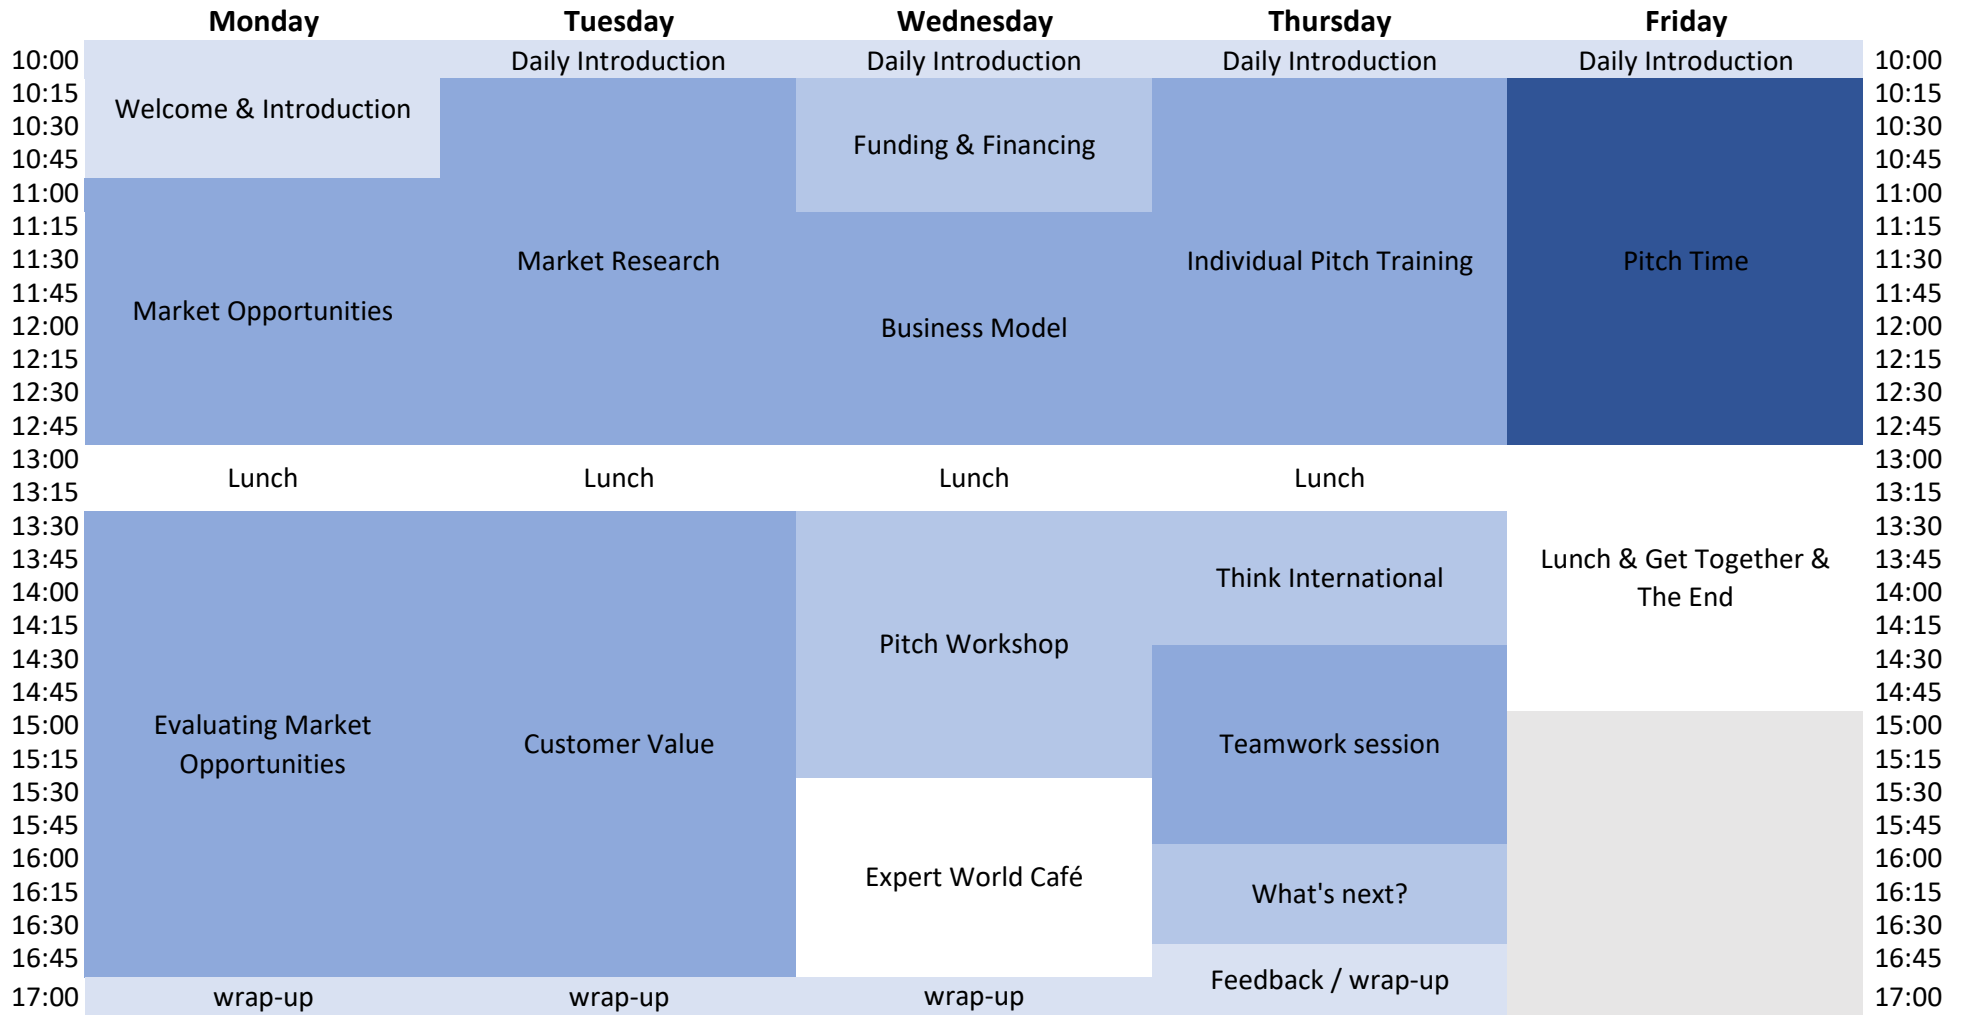 Monday Tuesday Wednesday Thursday Friday
10:00 Daily Introduction Daily Introduction Daily Introduction Daily Introduction 10:00
10:15 10:15
Welcome & Introduction
10:30 10:30
Funding & Financing
10:45 10:45
11:00 11:00
11:15 11:15
11:30 Market Research Individual Pitch Training Pitch Time 11:30
11:45 11:45
Market Opportunities
12:00 Business Model 12:00
12:15 12:15
12:30 12:30
12:45 12:45
13:00 13:00
Lunch Lunch Lunch Lunch
13:15 13:15
13:30 13:30
13:45 Lunch & Get Together & 13:45
Think International
14:00 The End 14:00
14:15 14:15
Pitch Workshop
14:30 14:30
14:45 14:45
15:00 Evaluating Market 15:00
Customer Value Teamwork session
15:15 Opportunities 15:15
15:30 15:30
15:45 15:45
16:00 16:00
Expert World Café
16:15 What's next? 16:15
16:30 16:30
16:45 16:45
Feedback / wrap-up
17:00 wrap-up wrap-up wrap-up 17:00